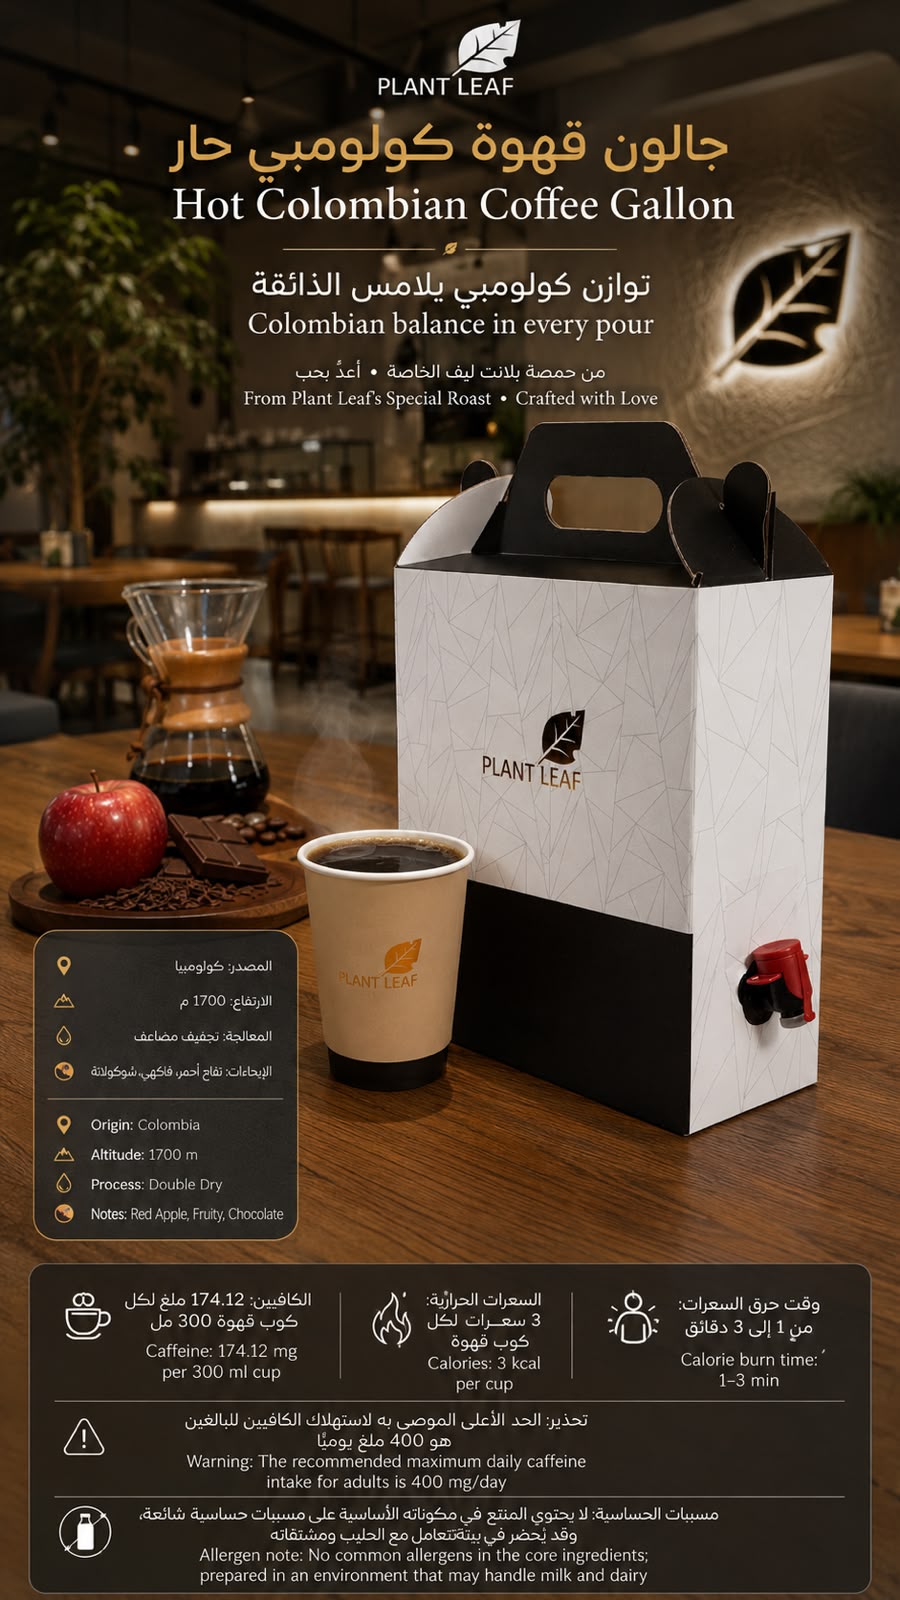 PLANT LEAF
جالون قهوة كولومبي حار
Hot Colombian Coffee Gallon
توازن كولومبي يلامس الذائقة
Colombian balance in every pour
من حمصة بلانت ليف الخاصة • أعدَّ بحب
From Plant Leaf's Special Roast • Crafted with Love
PLANT LEAF
PLANT LEAF
المصدر: كولومبيا
الارتفاع: 1700 م
المعالجة: تجفيف مضاعف
الإيحاءات: تفاح أحمر، فاكهي، شوكولاتة
Origin: Colombia
Altitude: 1700 m
Process: Double Dry
Notes: Red Apple, Fruity, Chocolate
الكافيين: 174.12 ملغ لكل
كوب قهوة 300 مل
Caffeine: 174.12 mg
per 300 ml cup
السعرات الحرارية:
3 سعـــرات لكل
كوب قهوة
Calories: 3 kcal
per cup
وقت حرق السعرات:
من 1 إلى 3 دقائق
Calorie burn time:
1–3 min
تحذير: الحد الأعلى الموصى به لاستهلاك الكافيين للبالغين
هو 400 ملغ يوميًا
Warning: The recommended maximum daily caffeine
intake for adults is 400 mg/day
مسببات الحساسية: لا يحتوي المنتج في مكوناته الأساسية على مسببات حساسية شائعة،
وقد يُحضر في بيئةتتعامل مع الحليب ومشتقاته
Allergen note: No common allergens in the core ingredients;
prepared in an environment that may handle milk and dairy